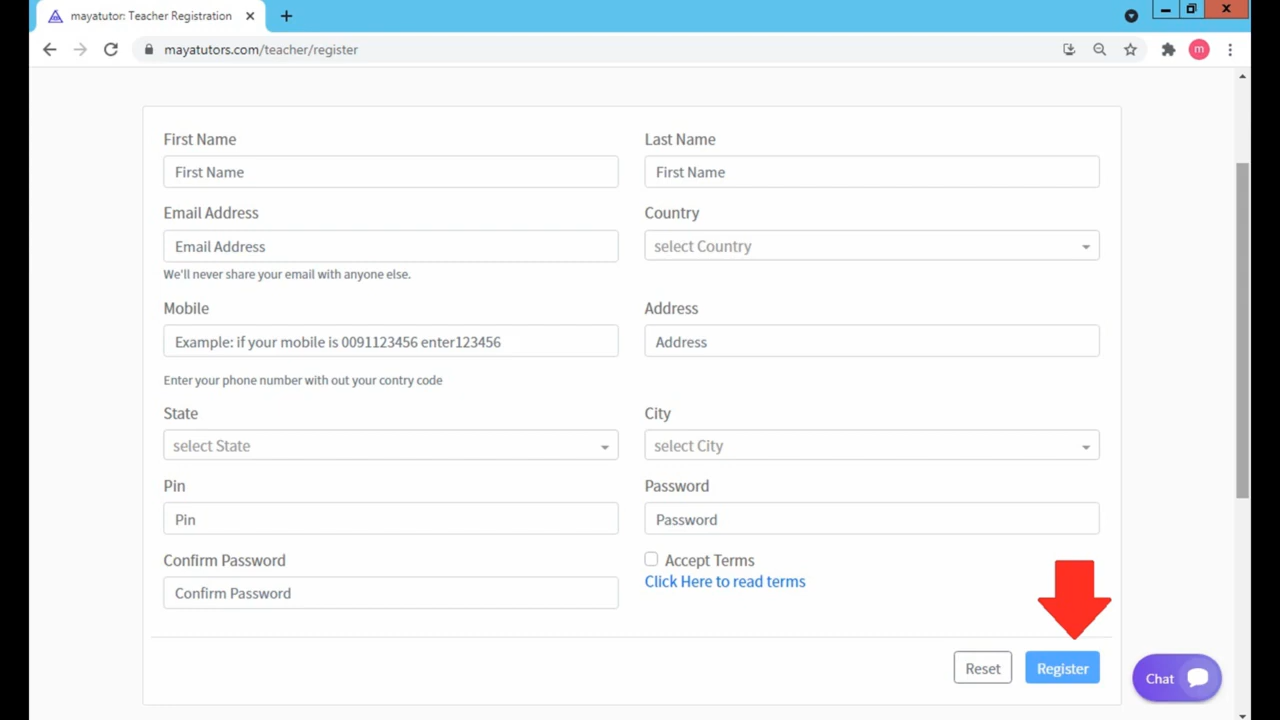 mayatutor: Teacher Registration
mayatutors.com/teacher/register
m
First Name
Last Name
First Name
First Name
Email Address
Country
Email Address
select Country
We'll never share your email with anyone else.
Mobile
Address
Example: if your mobile is 0091123456 enter123456
Address
Enter your phone number with out your contry code
State
City
select State
select City
Pin
Password
Pin
Password
Confirm Password
Accept Terms
Click Here to read terms
Confirm Password
Reset
Register
Chat